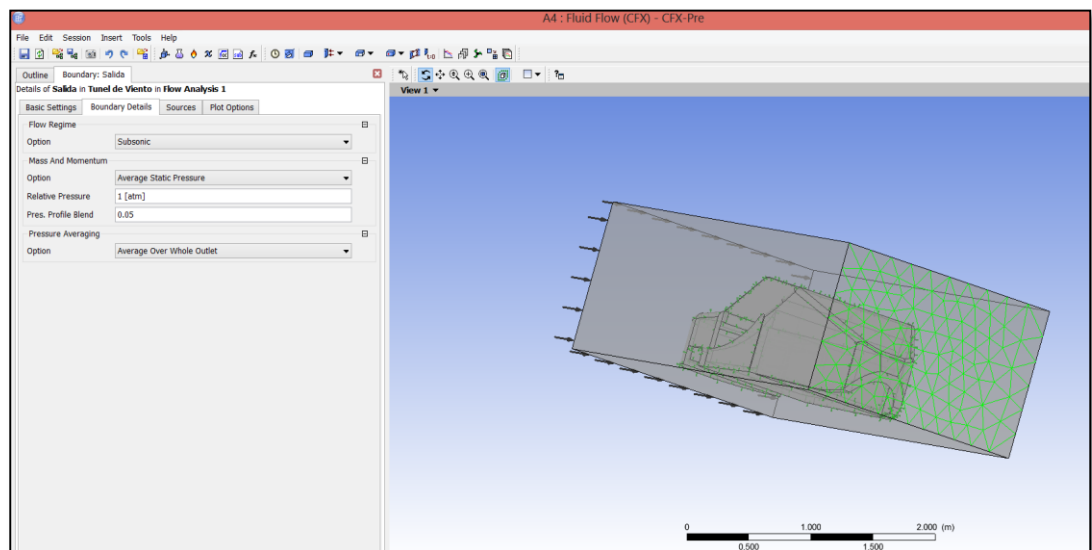 A4 : Fluid Flow (CFX) - CFX-Pre
File Edit Session Insert Tools Help
Outline Boundary: Salida
Details of Salida in Tunel de Viento in Flow Analysis 1
Basic Settings Boundary Details Sources Plot Options
Flow Regime
Option Subsonic
Mass And Momentum
Option Average Static Pressure
Relative Pressure 1 [atm]
Pres. Profile Blend 0.05
Pressure Averaging
Option Average Over Whole Outlet
View 1
0 1.000 2.000 (m)
0.500 1.500